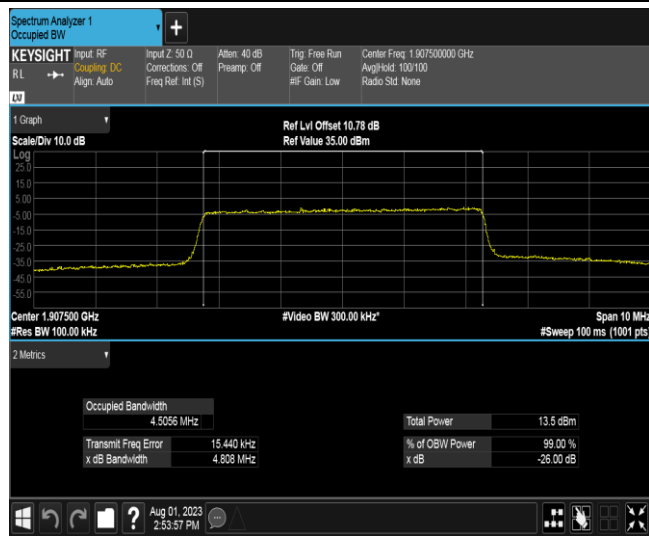 Spectrum Analyzer 1
Occupied BW
+
KEYSIGHT
RL
LXI
Input: RF
Coupling: DC
Align: Auto
Input Z: 50 Ω
Corrections: Off
Freq Ref: Int (S)
Atten: 40 dB
Preamp: Off
Trig: Free Run
Gate: Off
#IF Gain: Low
Center Freq: 1.907500000 GHz
Avg|Hold: 100/100
Radio Std: None
1 Graph
Scale/Div 10.0 dB
Ref Lvl Offset 10.78 dB
Ref Value 35.00 dBm
Log
25.0
15.0
5.00
-5.00
-15.0
-25.0
-35.0
-45.0
-55.0
Center 1.907500 GHz
#Video BW 300.00 kHz*
Span 10 MHz
#Res BW 100.00 kHz
#Sweep 100 ms (1001 pts)
2 Metrics
Occupied Bandwidth
4.5056 MHz
Total Power 13.5 dBm
Transmit Freq Error 15.440 kHz
% of OBW Power 99.00 %
x dB Bandwidth 4.808 MHz
x dB -26.00 dB
?
Aug 01, 2023
2:53:57 PM